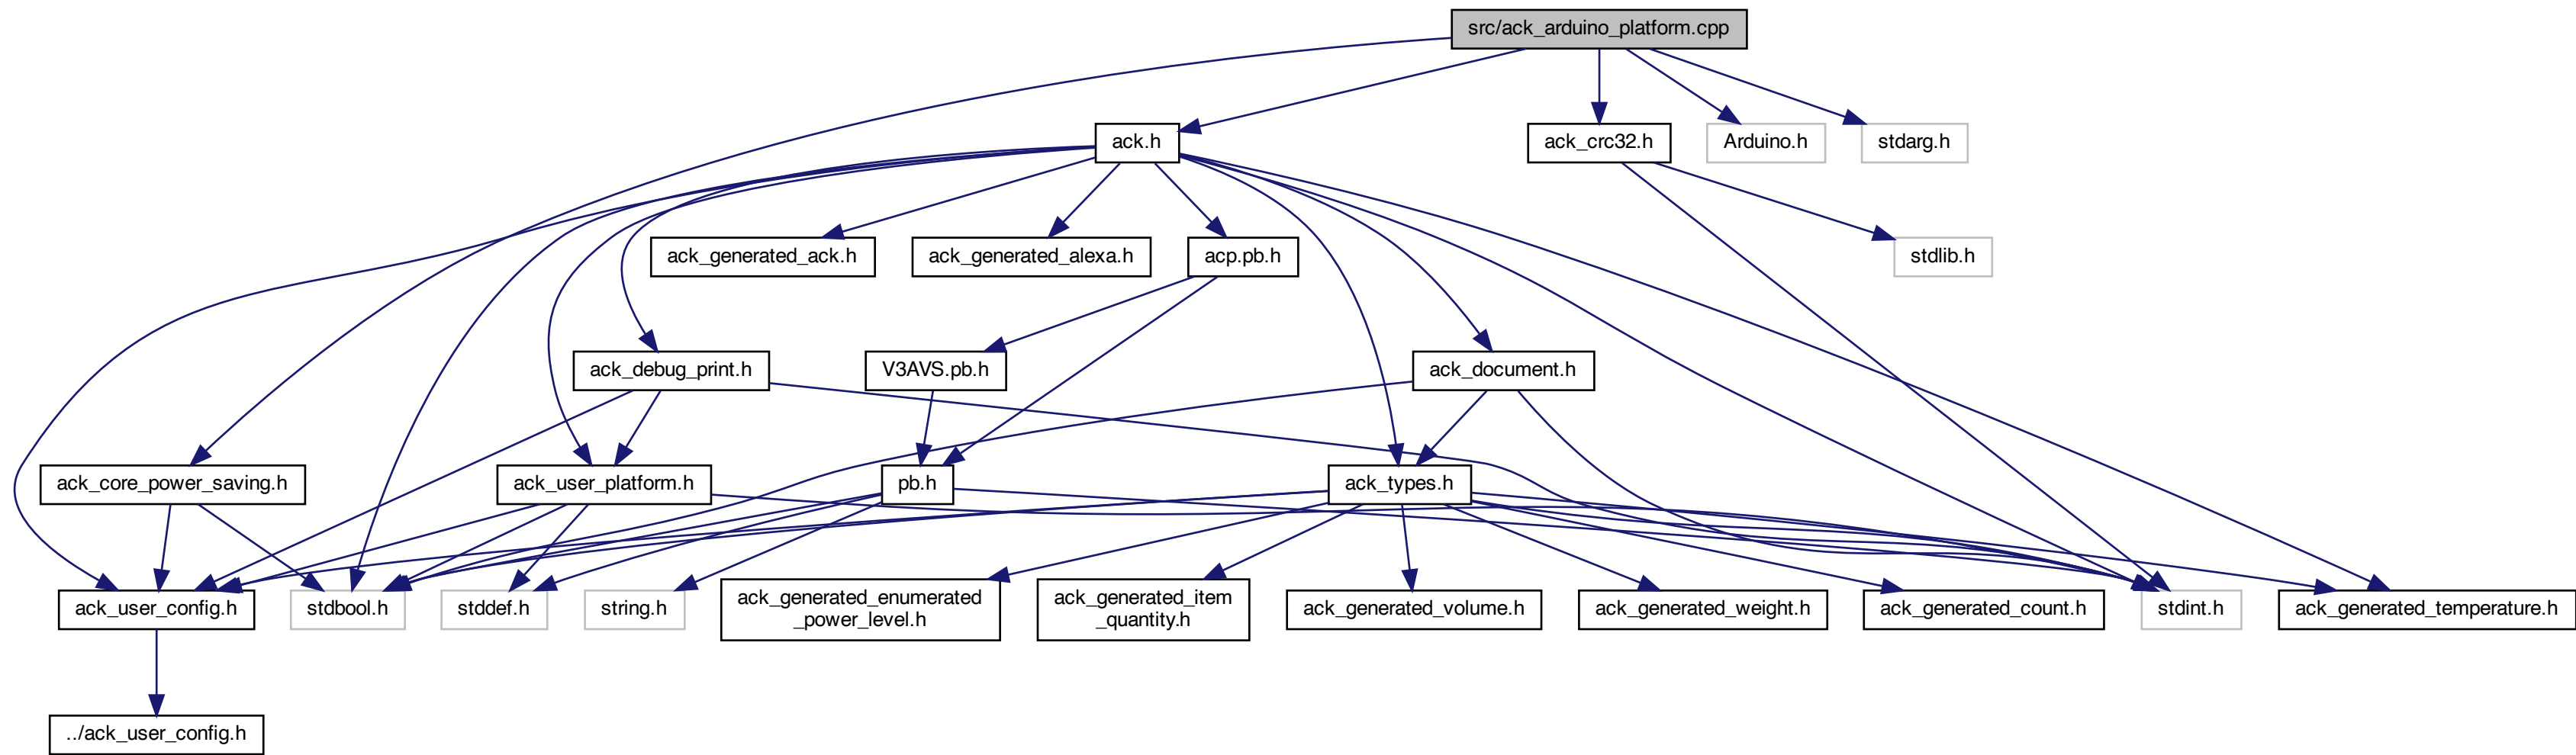 src/ack_arduino_platform.cpp
ack.h
ack_crc32.h
Arduino.h
stdarg.h
ack_generated_ack.h
ack_generated_alexa.h
acp.pb.h
stdlib.h
ack_debug_print.h
V3AVS.pb.h
ack_document.h
ack_core_power_saving.h
ack_user_platform.h
pb.h
ack_types.h
ack_user_config.h
stdbool.h
stddef.h
string.h
ack_generated_enumerated
_power_level.h
ack_generated_item
_quantity.h
ack_generated_volume.h
ack_generated_weight.h
ack_generated_count.h
stdint.h
ack_generated_temperature.h
../ack_user_config.h